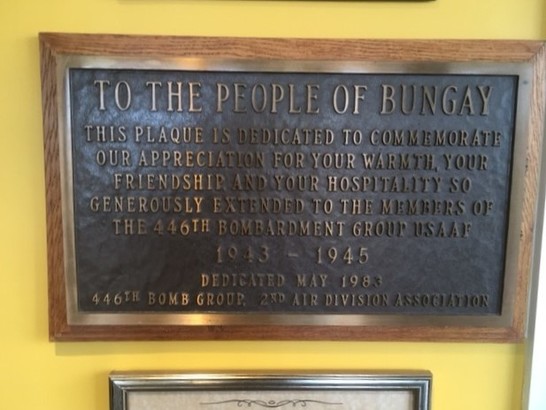 TO THE PEOPLE OF BUNGAY
THIS PLAQUE IS DEDICATED TO COMMEMORATE
OUR APPRECIATION FOR YOUR WARMTH, YOUR
FRIENDSHIP, AND YOUR HOSPITALITY SO
GENEROUSLY EXTENDED TO THE MEMBERS OF
THE 446TH BOMBARDMENT GROUP USAAF
1943 - 1945
DEDICATED MAY 1983
446TH BOMB GROUP, 2ND AIR DIVISION ASSOCIATION